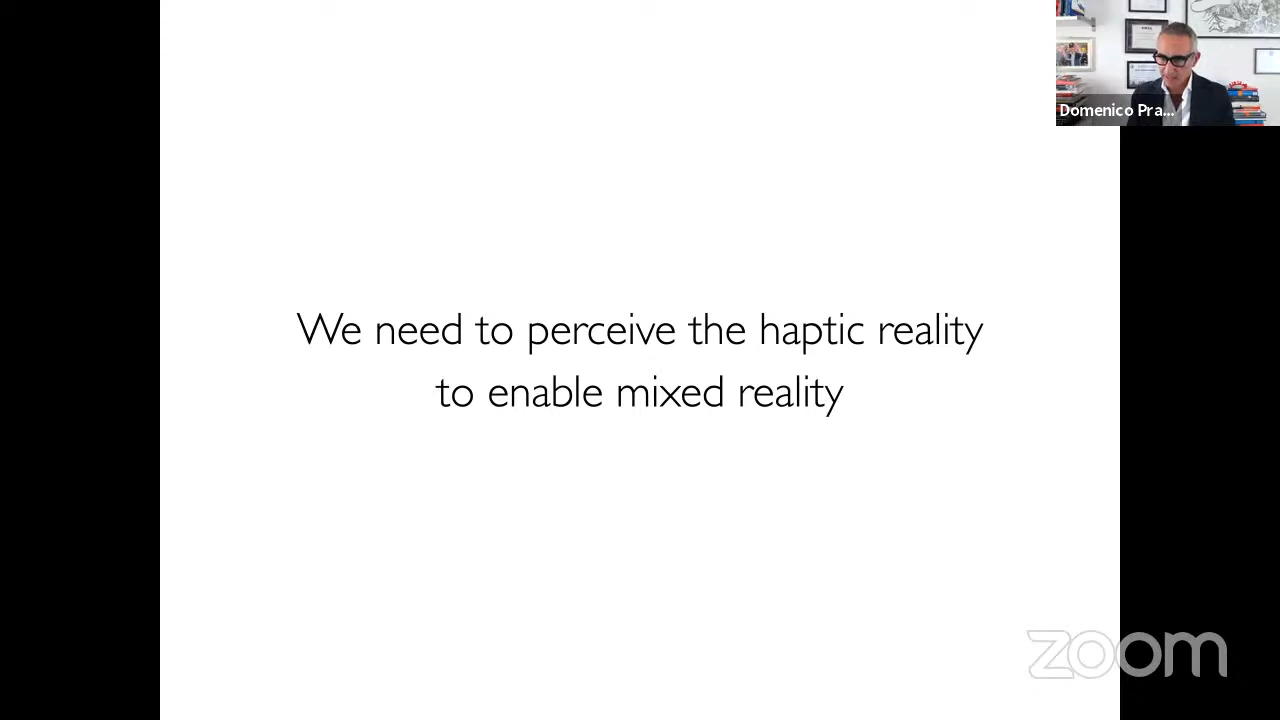 Domenico Pra...
We need to perceive the haptic reality
to enable mixed reality
zoom